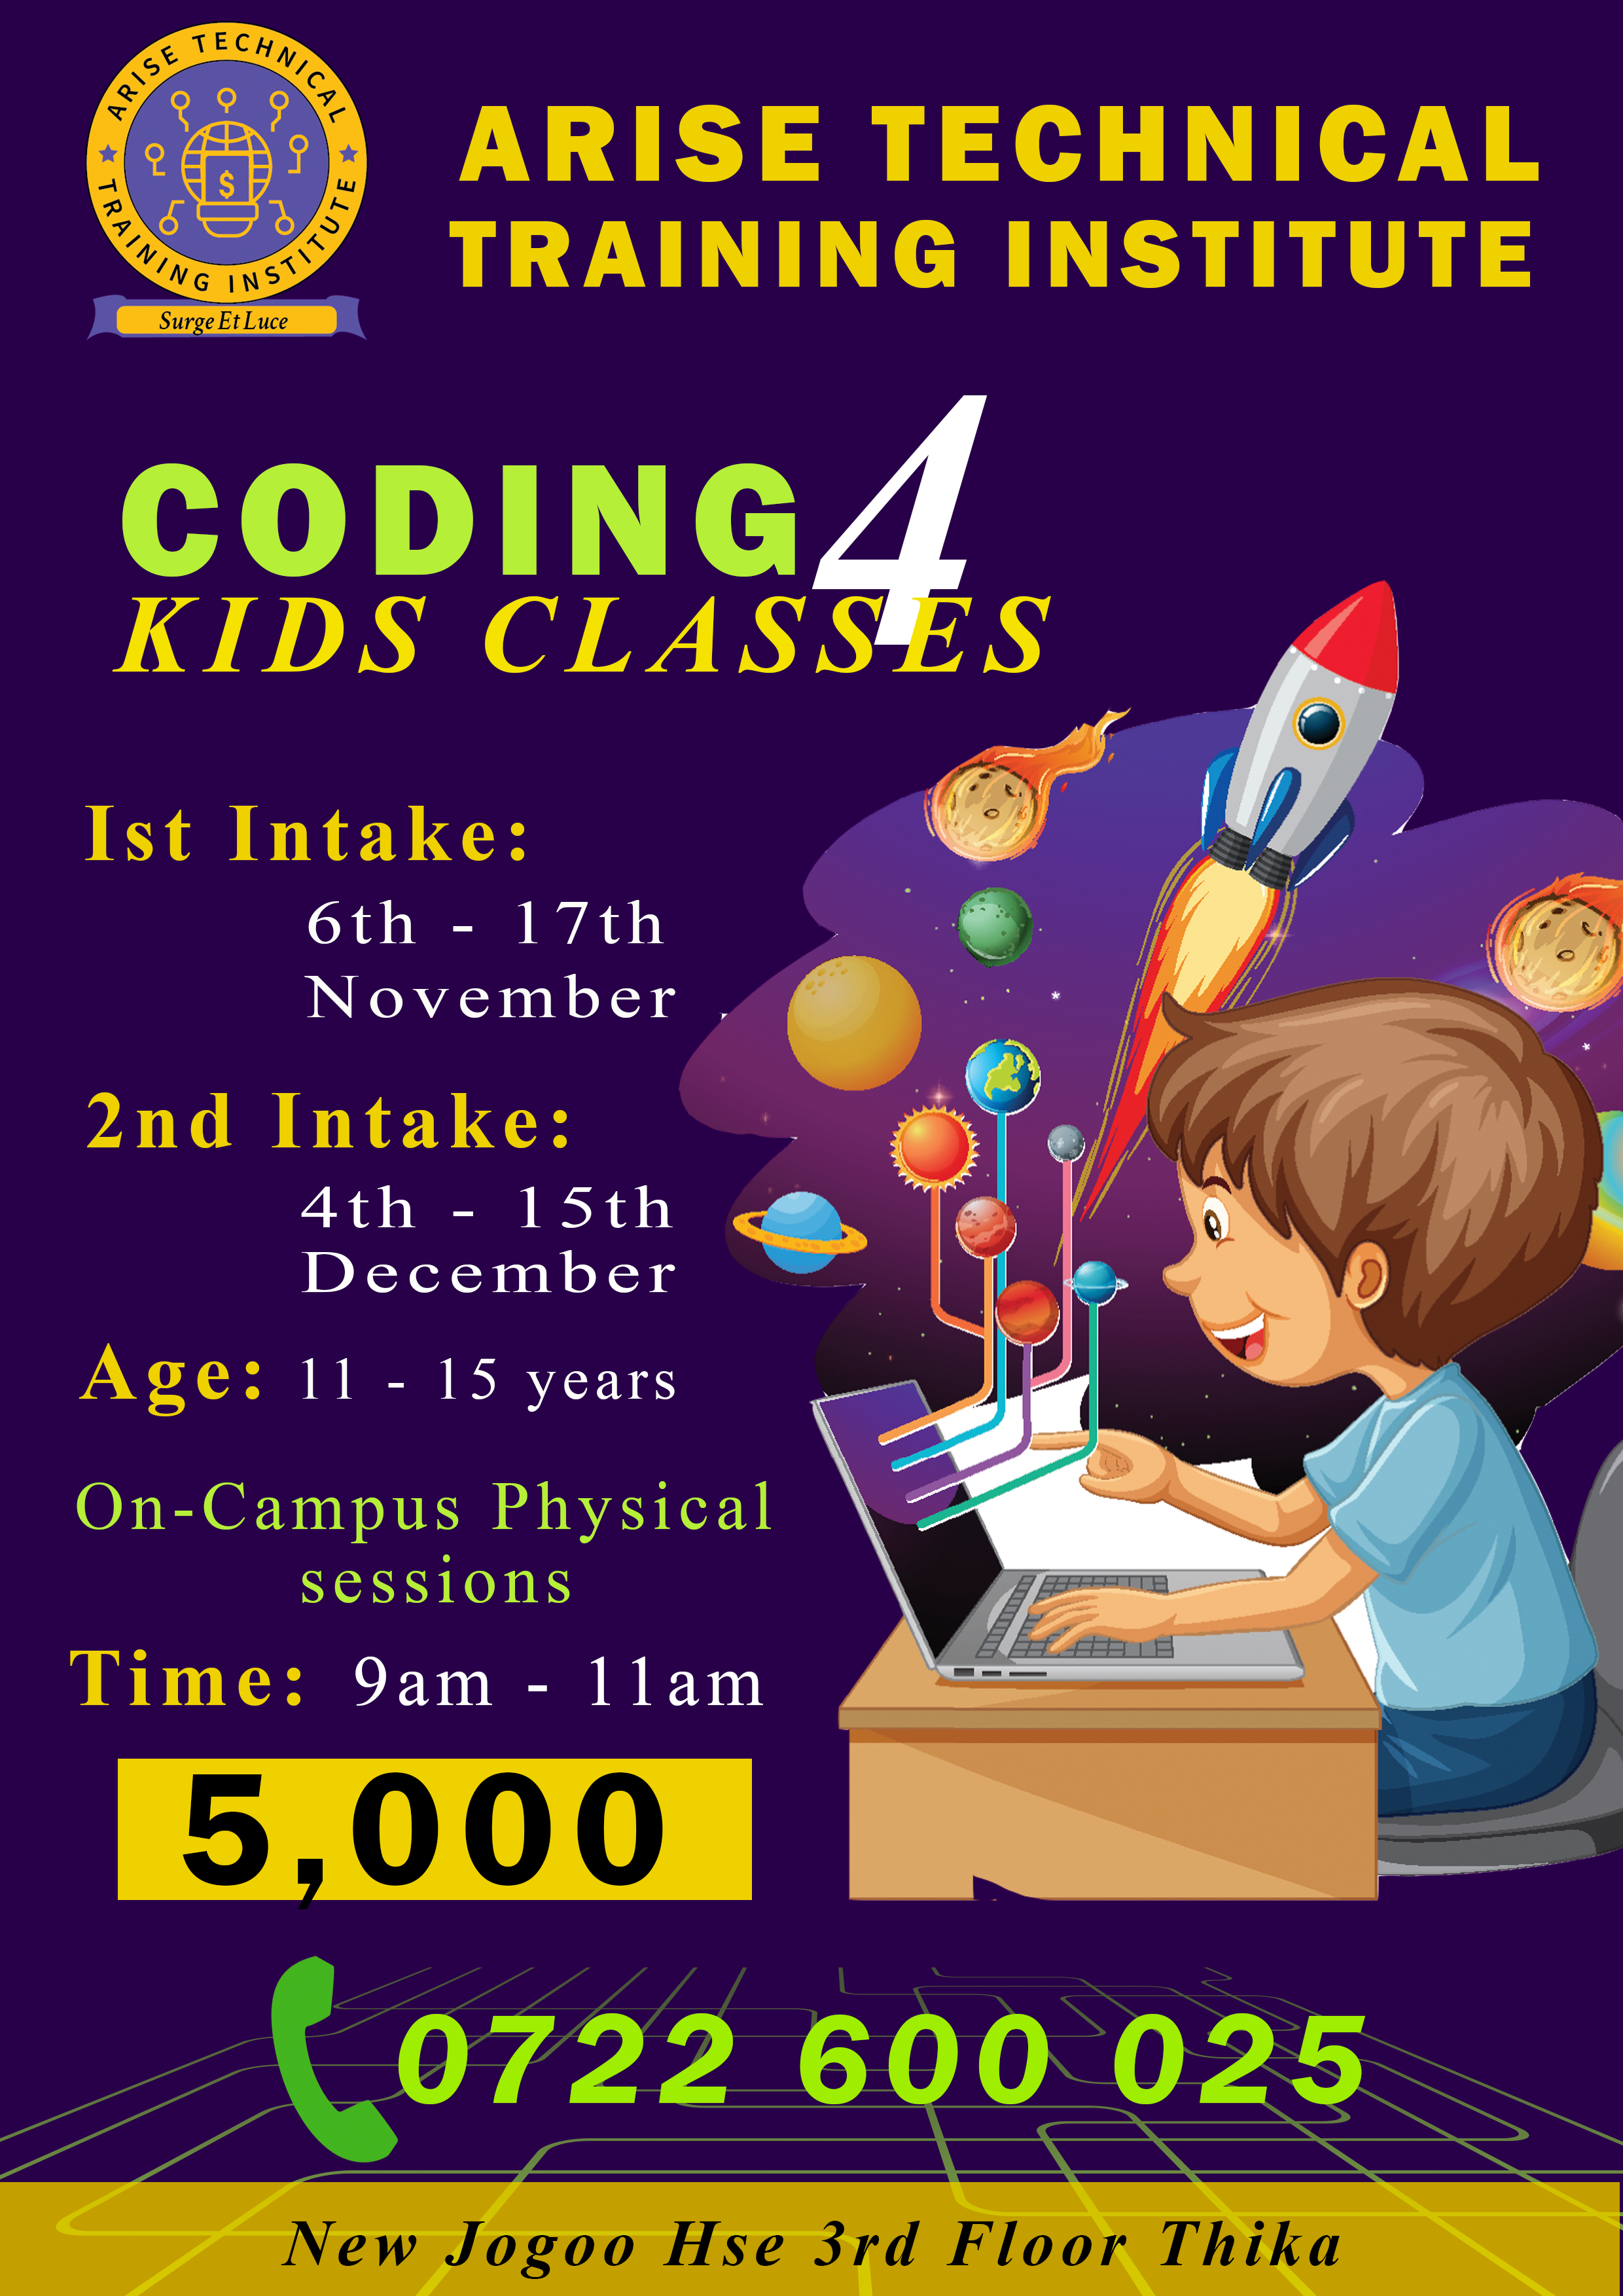 ARISE TECHNICAL
TRAINING INSTITUTE
$
Surge Et Luce
ARISE TECHNICAL
TRAINING INSTITUTE
CODING 4
KIDS CLASSES
Ist Intake:
6th - 17th
November
2nd Intake:
4th - 15th
December
Age: 11 - 15 years
On-Campus Physical
sessions
Time: 9am - 11am
5,000
0722 600 025
New Jogoo Hse 3rd Floor Thika